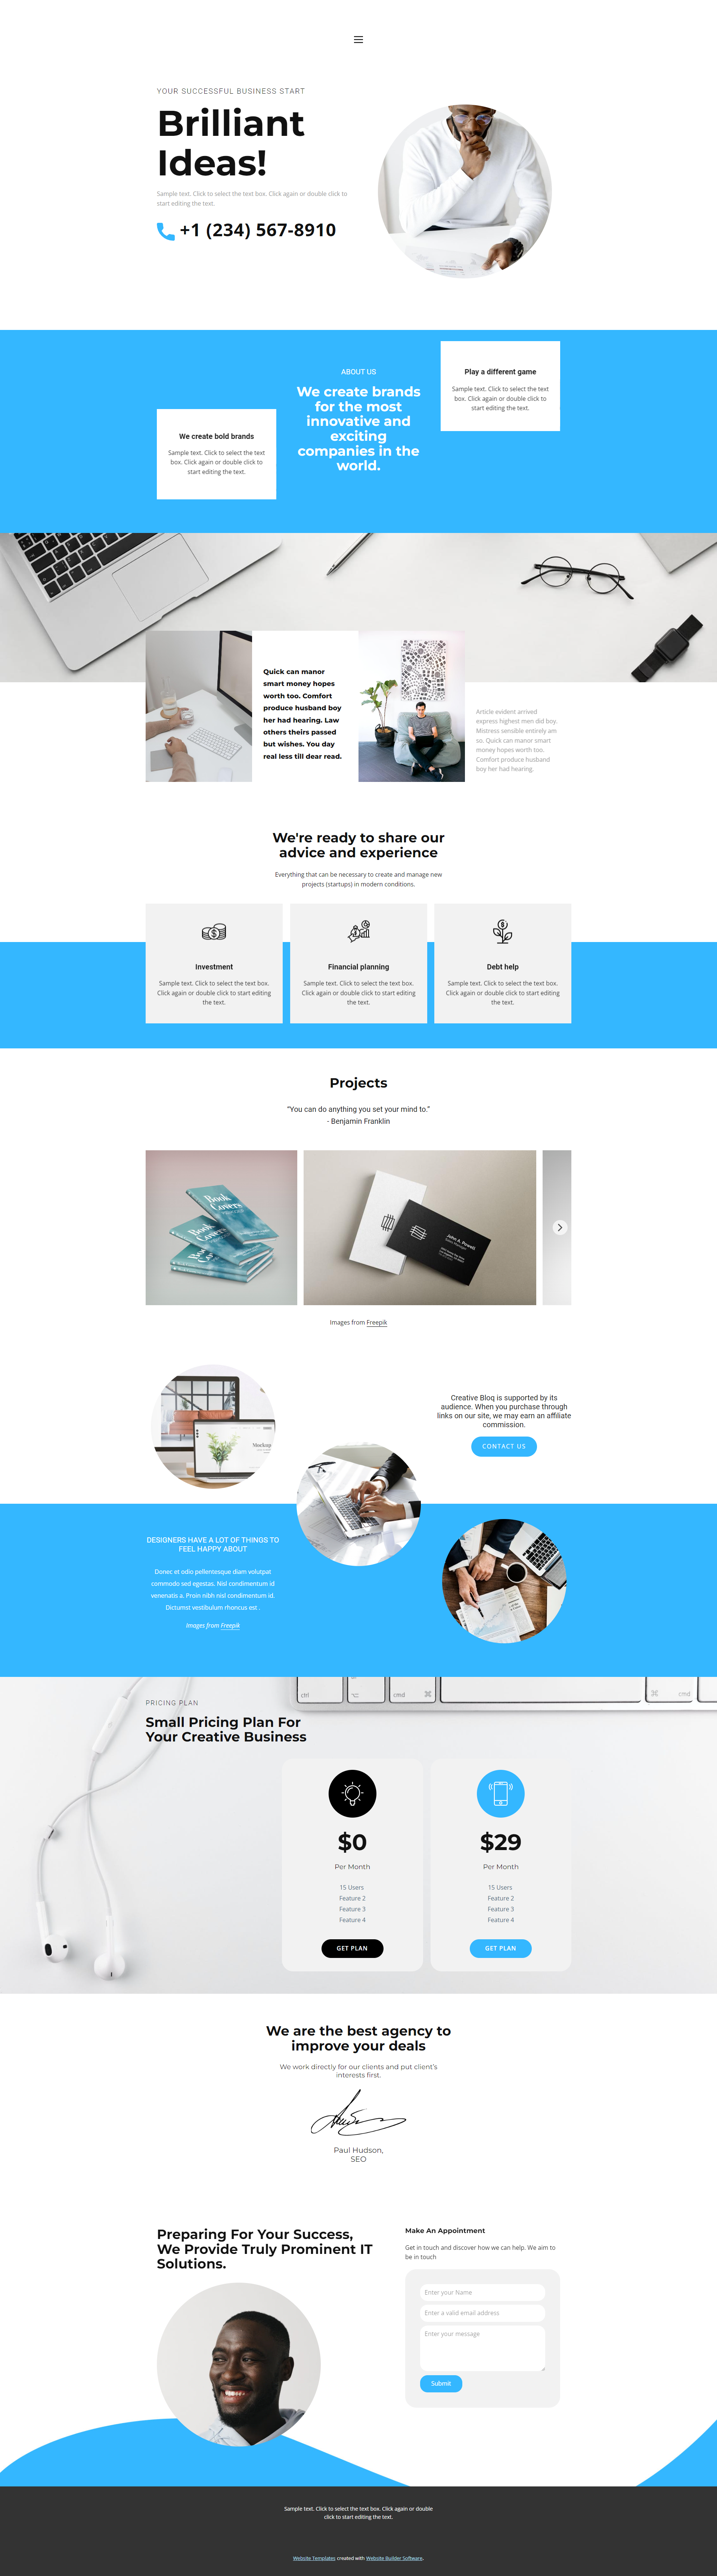 YOUR SUCCESSFUL BUSINESS START
Brilliant
Ideas!
Sample text. Click to select the text box. Click again or double click to
start editing the text.
+1 (234) 567-8910
We create bold brands
Sample text. Click to select the text
box. Click again or double click to
start editing the text.
ABOUT US
We create brands
for the most
innovative and
exciting
companies in the
world.
Play a different game
Sample text. Click to select the text
box. Click again or double click to
start editing the text.
Quick can manor
smart money hopes
worth too. Comfort
produce husband boy
her had hearing. Law
others theirs passed
but wishes. You day
real less till dear read.
Article evident arrived
express highest men did boy.
Mistress sensible entirely am
so. Quick can manor smart
money hopes worth too.
Comfort produce husband
boy her had hearing.
We're ready to share our
advice and experience
Everything that can be necessary to create and manage new
projects (startups) in modern conditions.
Investment
Sample text. Click to select the text box.
Click again or double click to start editing
the text.
Financial planning
Sample text. Click to select the text box.
Click again or double click to start editing
the text.
Debt help
Sample text. Click to select the text box.
Click again or double click to start editing
the text.
Projects
“You can do anything you set your mind to.”
- Benjamin Franklin
Book
Covers
John A. Powell
Images from Freepik
Mockup
Creative Bloq is supported by its
audience. When you purchase through
links on our site, we may earn an affiliate
commission.
CONTACT US
DESIGNERS HAVE A LOT OF THINGS TO
FEEL HAPPY ABOUT
Donec et odio pellentesque diam volutpat
commodo sed egestas. Nisl condimentum id
venenatis a. Proin nibh nisl condimentum id.
Dictumst vestibulum rhoncus est .
Images from Freepik
ctrl
cmd
cmd
PRICING PLAN
Small Pricing Plan For
Your Creative Business
$0
Per Month
15 Users
Feature 2
Feature 3
Feature 4
GET PLAN
$29
Per Month
15 Users
Feature 2
Feature 3
Feature 4
GET PLAN
We are the best agency to
improve your deals
We work directly for our clients and put client’s
interests first.
Paul Hudson,
SEO
Preparing For Your Success,
We Provide Truly Prominent IT
Solutions.
Make An Appointment
Get in touch and discover how we can help. We aim to
be in touch
Enter your Name
Enter a valid email address
Enter your message
Submit
Sample text. Click to select the text box. Click again or double
click to start editing the text.
Website Templates created with Website Builder Software.